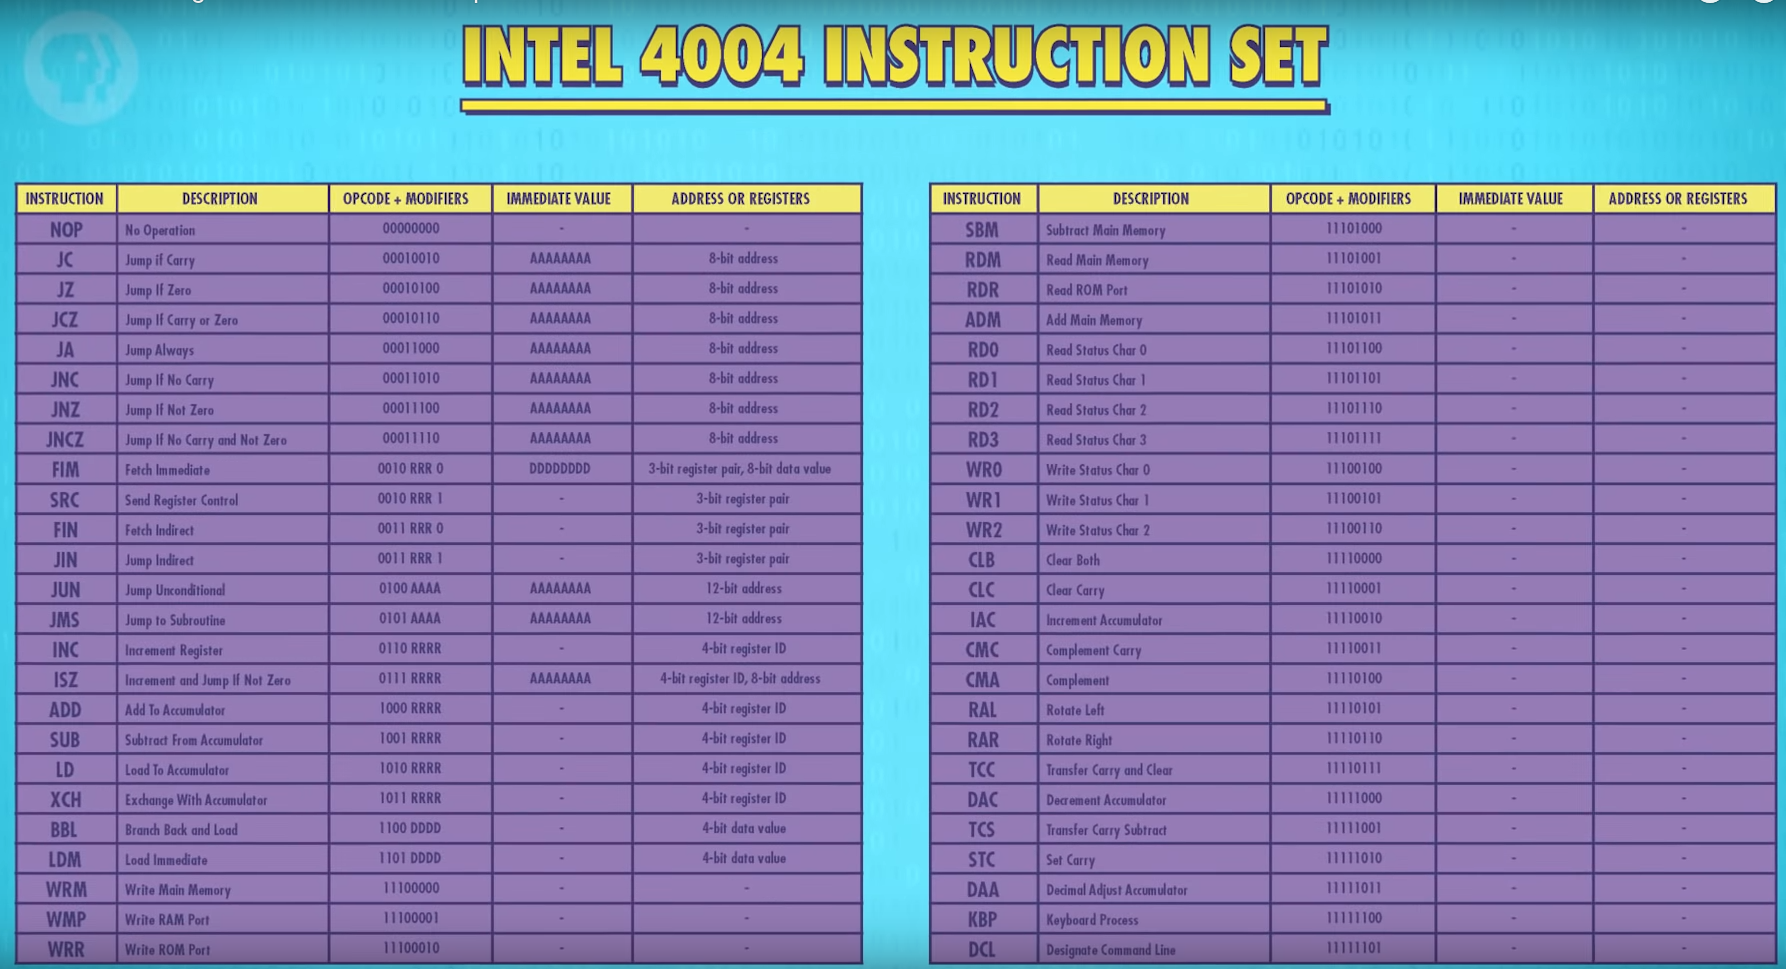 INTEL 4004 INSTRUCTION SET
INSTRUCTION DESCRIPTION OPCODE + MODIFIERS IMMEDIATE VALUE ADDRESS OR REGISTERS
NOP No Operation 00000000 - -
JC Jump if Carry 00010010 AAAAAAAA 8-bit address
JZ Jump If Zero 00010100 AAAAAAAA 8-bit address
JCZ Jump If Carry or Zero 00010110 AAAAAAAA 8-bit address
JA Jump Always 00011000 AAAAAAAA 8-bit address
JNC Jump If No Carry 00011010 AAAAAAAA 8-bit address
JNZ Jump If Not Zero 00011100 AAAAAAAA 8-bit address
JNCZ Jump If No Carry and Not Zero 00011110 AAAAAAAA 8-bit address
FIM Fetch Immediate 0010 RRR 0 DDDDDDDD 3-bit register pair, 8-bit data value
SRC Send Register Control 0010 RRR 1 - 3-bit register pair
FIN Fetch Indirect 0011 RRR 0 - 3-bit register pair
JIN Jump Indirect 0011 RRR 1 - 3-bit register pair
JUN Jump Unconditional 0100 AAAA AAAAAAAA 12-bit address
JMS Jump to Subroutine 0101 AAAA AAAAAAAA 12-bit address
INC Increment Register 0110 RRRR - 4-bit register ID
ISZ Increment and Jump If Not Zero 0111 RRRR AAAAAAAA 4-bit register ID, 8-bit address
ADD Add To Accumulator 1000 RRRR - 4-bit register ID
SUB Subtract From Accumulator 1001 RRRR - 4-bit register ID
LD Load To Accumulator 1010 RRRR - 4-bit register ID
XCH Exchange With Accumulator 1011 RRRR - 4-bit register ID
BBL Branch Back and Load 1100 DDDD - 4-bit data value
LDM Load Immediate 1101 DDDD - 4-bit data value
WRM Write Main Memory 11100000 - -
WMP Write RAM Port 11100001 - -
WRR Write ROM Port 11100010 - -
INSTRUCTION DESCRIPTION OPCODE + MODIFIERS IMMEDIATE VALUE ADDRESS OR REGISTERS
SBM Subtract Main Memory 11101000 - -
RDM Read Main Memory 11101001 - -
RDR Read ROM Port 11101010 - -
ADM Add Main Memory 11101011 - -
RD0 Read Status Char 0 11101100 - -
RD1 Read Status Char 1 11101101 - -
RD2 Read Status Char 2 11101110 - -
RD3 Read Status Char 3 11101111 - -
WR0 Write Status Char 0 11100100 - -
WR1 Write Status Char 1 11100101 - -
WR2 Write Status Char 2 11100110 - -
CLB Clear Both 11110000 - -
CLC Clear Carry 11110001 - -
IAC Increment Accumulator 11110010 - -
CMC Complement Carry 11110011 - -
CMA Complement 11110100 - -
RAL Rotate Left 11110101 - -
RAR Rotate Right 11110110 - -
TCC Transfer Carry and Clear 11110111 - -
DAC Decrement Accumulator 11111000 - -
TCS Transfer Carry Subtract 11111001 - -
STC Set Carry 11111010 - -
DAA Decimal Adjust Accumulator 11111011 - -
KBP Keyboard Process 11111100 - -
DCL Designate Command Line 11111101 - -